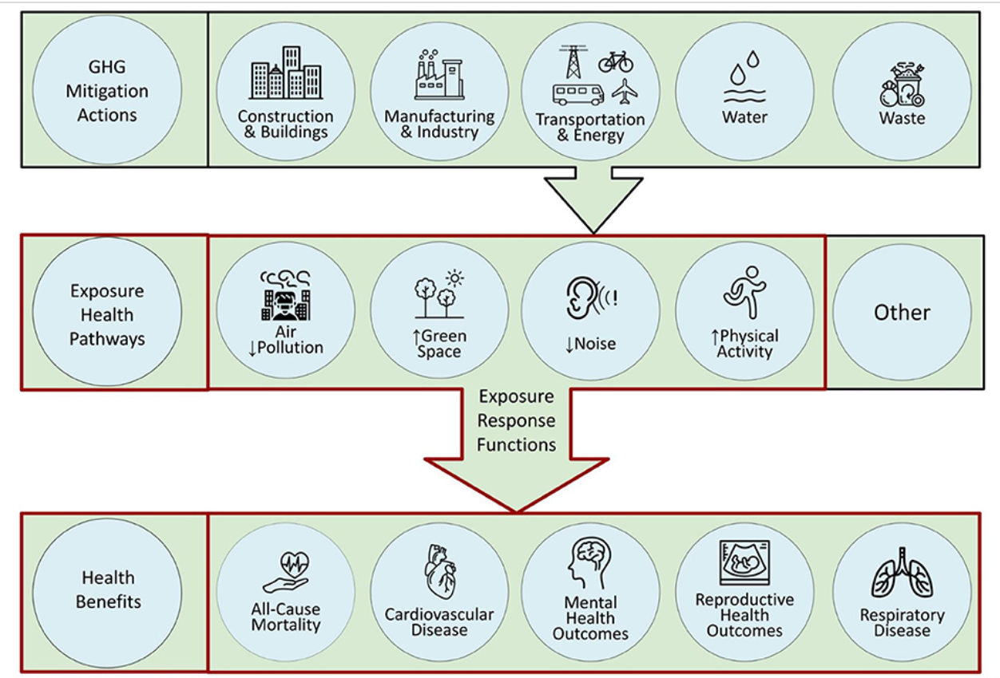 GHG
Mitigation
Actions
Construction
& Buildings
Manufacturing
& Industry
Transportation
& Energy
Water
Waste
Exposure
Health
Pathways
Air
↓Pollution
↑Green
Space
↓Noise
↑Physical
Activity
Other
Exposure
Response
Functions
Health
Benefits
All-Cause
Mortality
Cardiovascular
Disease
Mental
Health
Outcomes
Reproductive
Health
Outcomes
Respiratory
Disease